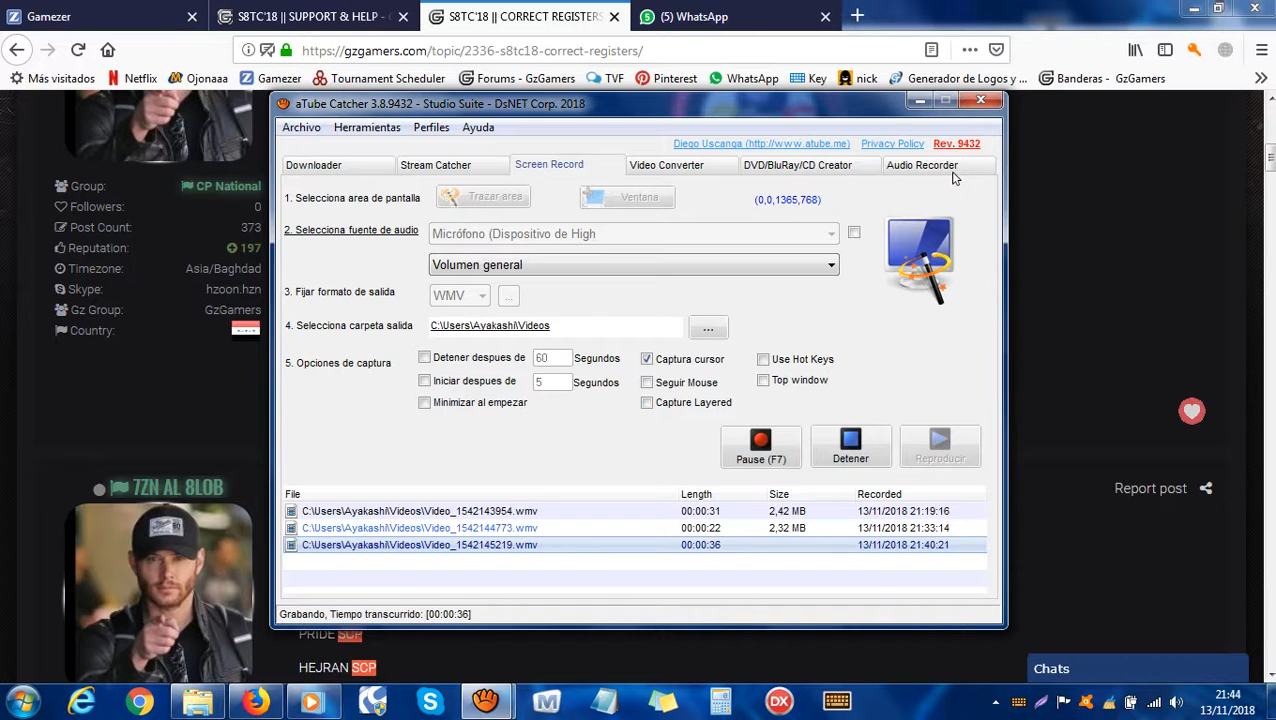 Gamezer
S8TC'18 || SUPPORT & HELP -
S8TC'18 || CORRECT REGISTERS
(5) WhatsApp
https://gzgamers.com/topic/2336-s8tc18-correct-registers/
Más visitados
Netflix
Ojonaaa
Gamezer
Tournament Scheduler
Forums - GzGamers
TVF
Pinterest
WhatsApp
Key
nick
Generador de Logos y ...
Banderas - GzGamers
aTube Catcher 3.8.9432 - Studio Suite - DsNET Corp. 2018
Archivo Herramientas Perfiles Ayuda
Diego Uscanga (http://www.atube.me) Privacy Policy Rev. 9432
Downloader Stream Catcher Screen Record Video Converter DVD/BluRay/CD Creator Audio Recorder
1. Selecciona area de pantalla Trazar area Ventana (0,0,1365,768)
2. Selecciona fuente de audio Micrófono (Dispositivo de High
Volumen general
3. Fijar formato de salida WMV ...
4. Selecciona carpeta salida C:\Users\Ayakashi\Videos ...
5. Opciones de captura
Detener despues de 60 Segundos Captura cursor Use Hot Keys
Iniciar despues de 5 Segundos Seguir Mouse Top window
Minimizar al empezar Capture Layered
Pause (F7) Detener Reproducir
File Length Size Recorded
C:\Users\Ayakashi\Videos\Video_1542143954.wmv 00:00:31 2,42 MB 13/11/2018 21:19:16
C:\Users\Ayakashi\Videos\Video_1542144773.wmv 00:00:22 2,32 MB 13/11/2018 21:33:14
C:\Users\Ayakashi\Videos\Video_1542145219.wmv 00:00:36 13/11/2018 21:40:21
Grabando, Tiempo transcurrido: [00:00:36]
Group: CP National
Followers: 0
Post Count: 373
Reputation: 197
Timezone: Asia/Baghdad
Skype: hzoon.hzn
Gz Group: GzGamers
Country:
7ZN AL 8LOB
Report post
PRIDE SCP
HEJRAN SCP
Chats
21:44
13/11/2018